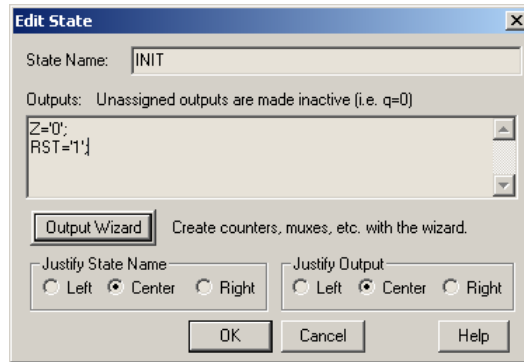 Edit State
State Name: INIT
Outputs: Unassigned outputs are made inactive (i.e. q=0)
Z='0';
RST='1';
Output Wizard Create counters, muxes, etc. with the wizard.
Justify State Name Justify Output
Left Center Right Left Center Right
OK Cancel Help